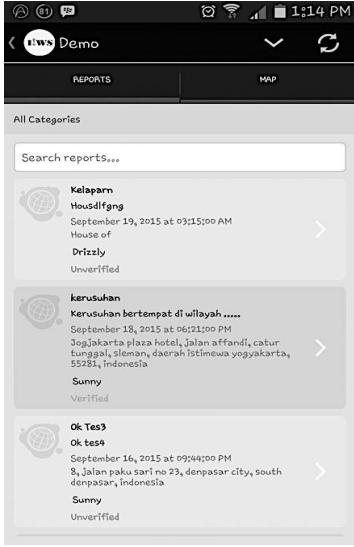 81
1:14 PM
EWS Demo
REPORTS
MAP
All Categories
Search reports...
Kelaparn
Housdlfgng
September 19, 2015 at 03:15:00 AM
House of
Drizzly
Unverified
kerusuhan
Kerusuhan bertempat di wilayah .....
September 18, 2015 at 06:21:00 PM
Jogjakarta plaza hotel, jalan affandi, catur
tunggal, sleman, daerah istimewa yogyakarta,
55281, indonesia
Sunny
Verified
Ok Tes3
Ok tes4
September 16, 2015 at 09:44:00 PM
8, jalan paku sari no 23, denpasar city, south
denpasar, indonesia
Sunny
Unverified